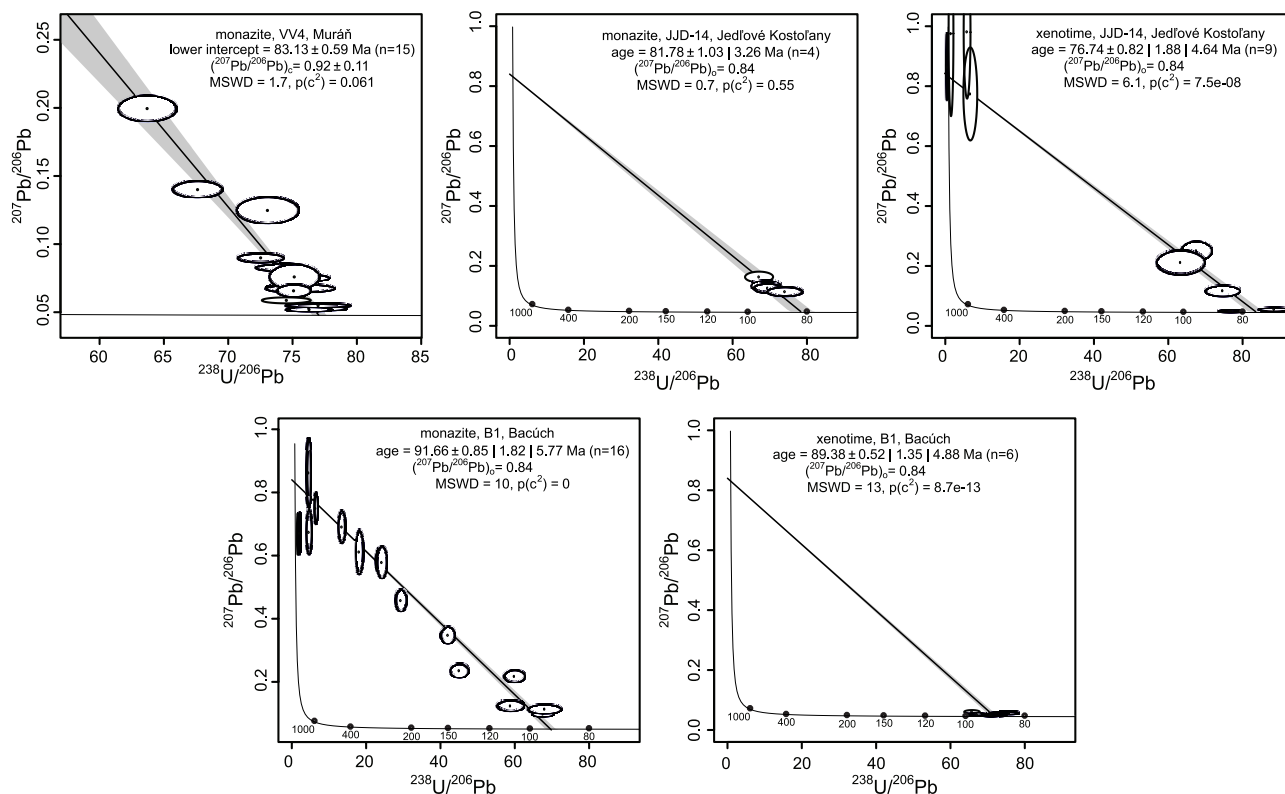 monazite, VV4, Muráň
lower intercept = 83.13 ± 0.59 Ma (n=15)
(²⁰⁷Pb/²⁰⁶Pb)c= 0.92 ± 0.11
MSWD = 1.7, p(c²) = 0.061
²⁰⁷Pb/²⁰⁶Pb
0.25
0.20
0.15
0.10
0.05
60 65 70 75 80 85
²³⁸U/²⁰⁶Pb
monazite, JJD-14, Jedľové Kostoľany
age = 81.78 ± 1.03 | 3.26 Ma (n=4)
(²⁰⁷Pb/²⁰⁶Pb)o= 0.84
MSWD = 0.7, p(c²) = 0.55
²⁰⁷Pb/²⁰⁶Pb
1.0
0.8
0.6
0.4
0.2
0.0
1000 400 200 150 120 100 80
0 20 40 60 80
²³⁸U/²⁰⁶Pb
xenotime, JJD-14, Jedľové Kostoľany
age = 76.74 ± 0.82 | 1.88 | 4.64 Ma (n=9)
(²⁰⁷Pb/²⁰⁶Pb)o= 0.84
MSWD = 6.1, p(c²) = 7.5e-08
²⁰⁷Pb/²⁰⁶Pb
1.0
0.8
0.6
0.4
0.2
0.0
1000 400 200 150 120 100 80
0 20 40 60 80
²³⁸U/²⁰⁶Pb
monazite, B1, Bacúch
age = 91.66 ± 0.85 | 1.82 | 5.77 Ma (n=16)
(²⁰⁷Pb/²⁰⁶Pb)o= 0.84
MSWD = 10, p(c²) = 0
²⁰⁷Pb/²⁰⁶Pb
1.0
0.8
0.6
0.4
0.2
1000 400 200 150 120 100 80
0 20 40 60 80
²³⁸U/²⁰⁶Pb
xenotime, B1, Bacúch
age = 89.38 ± 0.52 | 1.35 | 4.88 Ma (n=6)
(²⁰⁷Pb/²⁰⁶Pb)o= 0.84
MSWD = 13, p(c²) = 8.7e-13
²⁰⁷Pb/²⁰⁶Pb
1.0
0.8
0.6
0.4
0.2
0.0
1000 400 200 150 120 100 80
0 20 40 60 80
²³⁸U/²⁰⁶Pb